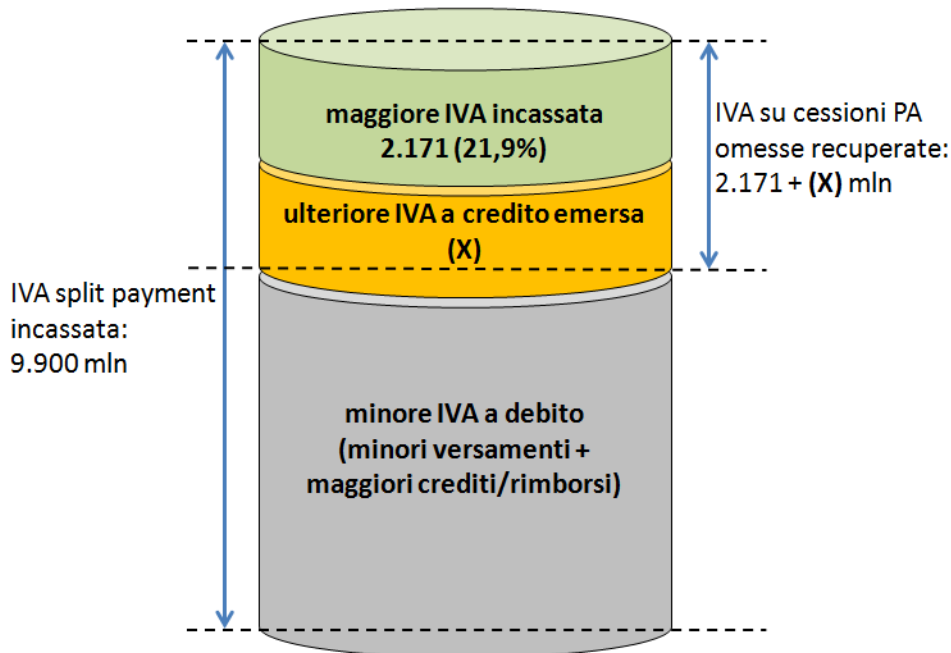 maggiore IVA incassata
2.171 (21,9%)
IVA su cessioni PA
omesse recuperate:
2.171 + (X) mln
ulteriore IVA a credito emersa
(X)
IVA split payment
incassata:
9.900 mln
minore IVA a debito
(minori versamenti +
maggiori crediti/rimborsi)